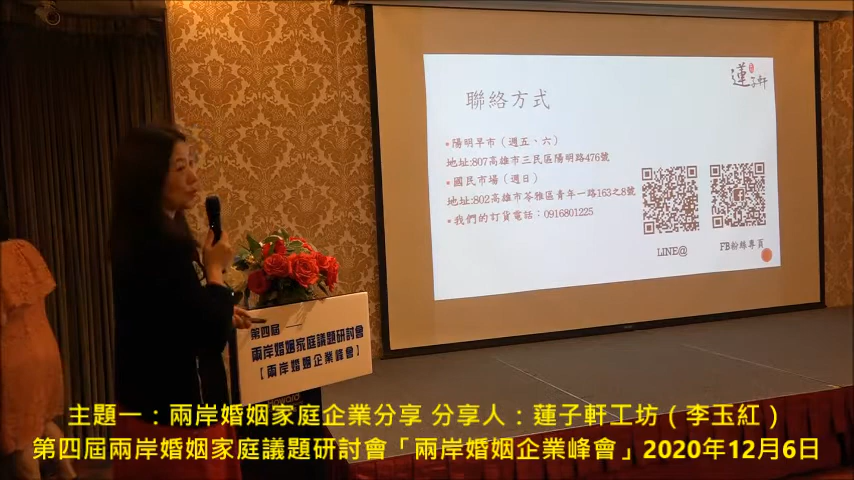 蓮子軒
聯絡方式
•陽明早市（週五、六）
地址:807高雄市三民區陽明路476號
•國民市場（週日）
地址:802高雄市苓雅區青年一路163之8號
•我們的訂貨電話：0916801225
LINE@
FB粉絲專頁
第四屆
兩岸婚姻家庭議題研討會
【兩岸婚姻企業峰會】
Howard
主題一：兩岸婚姻家庭企業分享 分享人：蓮子軒工坊（李玉紅）
第四屆兩岸婚姻家庭議題研討會「兩岸婚姻企業峰會」2020年12月6日